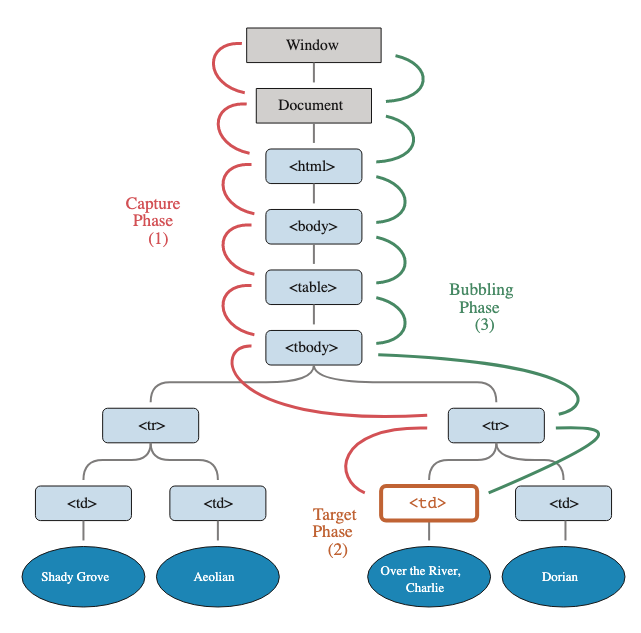 Window
Document
<html>
Capture
Phase
(1)
<body>
<table>
Bubbling
Phase
(3)
<tbody>
<tr>
<tr>
<td>
<td>
<td>
<td>
Target
Phase
(2)
Shady Grove
Aeolian
Over the River,
Charlie
Dorian